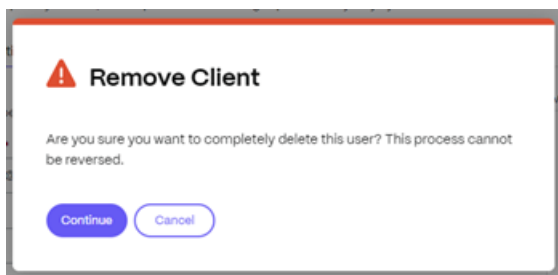 Remove Client
Are you sure you want to completely delete this user? This process cannot
be reversed.
Continue
Cancel